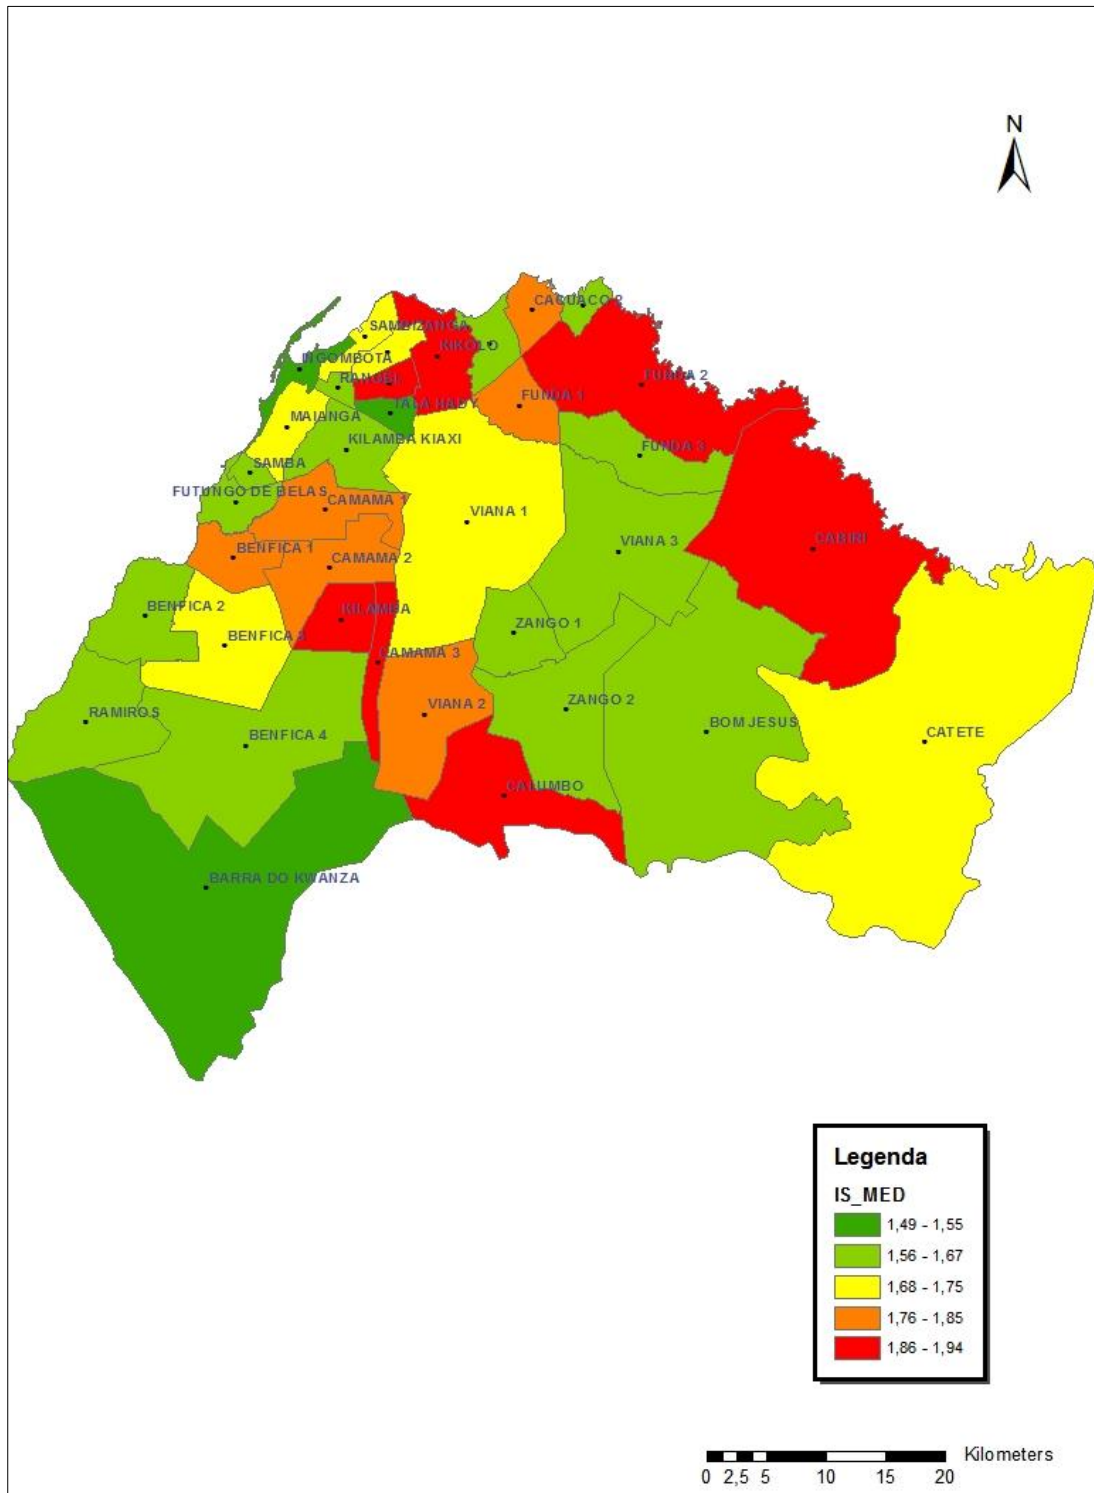 N
CACUACO 2
SAMBIZANGA
KIKOLO
INGOMBOTA
RANGEL
FUNDA 2
TALA HADY
FUNDA 1
MAIANGA
KILAMBA KIAXI
FUNDA 3
SAMBA
FUTUNGO DE BELAS
CAMAMA 1
VIANA 1
CABIRI
BENFICA 1
CAMAMA 2
VIANA 3
BENFICA 2
KILAMBA
ZANGO 1
BENFICA 3
CAMAMA 3
RAMIROS
VIANA 2
ZANGO 2
BOM JESUS
CATETE
BENFICA 4
CALUMBO
BARRA DO KWANZA
Legenda
IS_MED
1,49 - 1,55
1,56 - 1,67
1,68 - 1,75
1,76 - 1,85
1,86 - 1,94
Kilometers
0 2,5 5 10 15 20